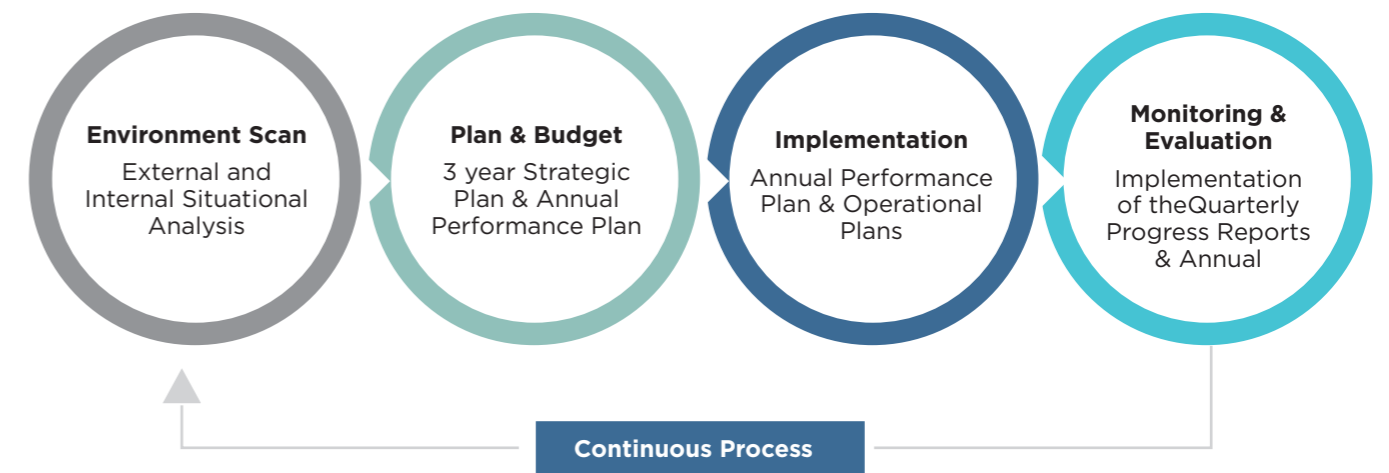 Environment Scan
External and
Internal Situational
Analysis
Plan & Budget
3 year Strategic
Plan & Annual
Performance Plan
Implementation
Annual Performance
Plan & Operational
Plans
Monitoring &
Evaluation
Implementation
of theQuarterly
Progress Reports
& Annual
Continuous Process